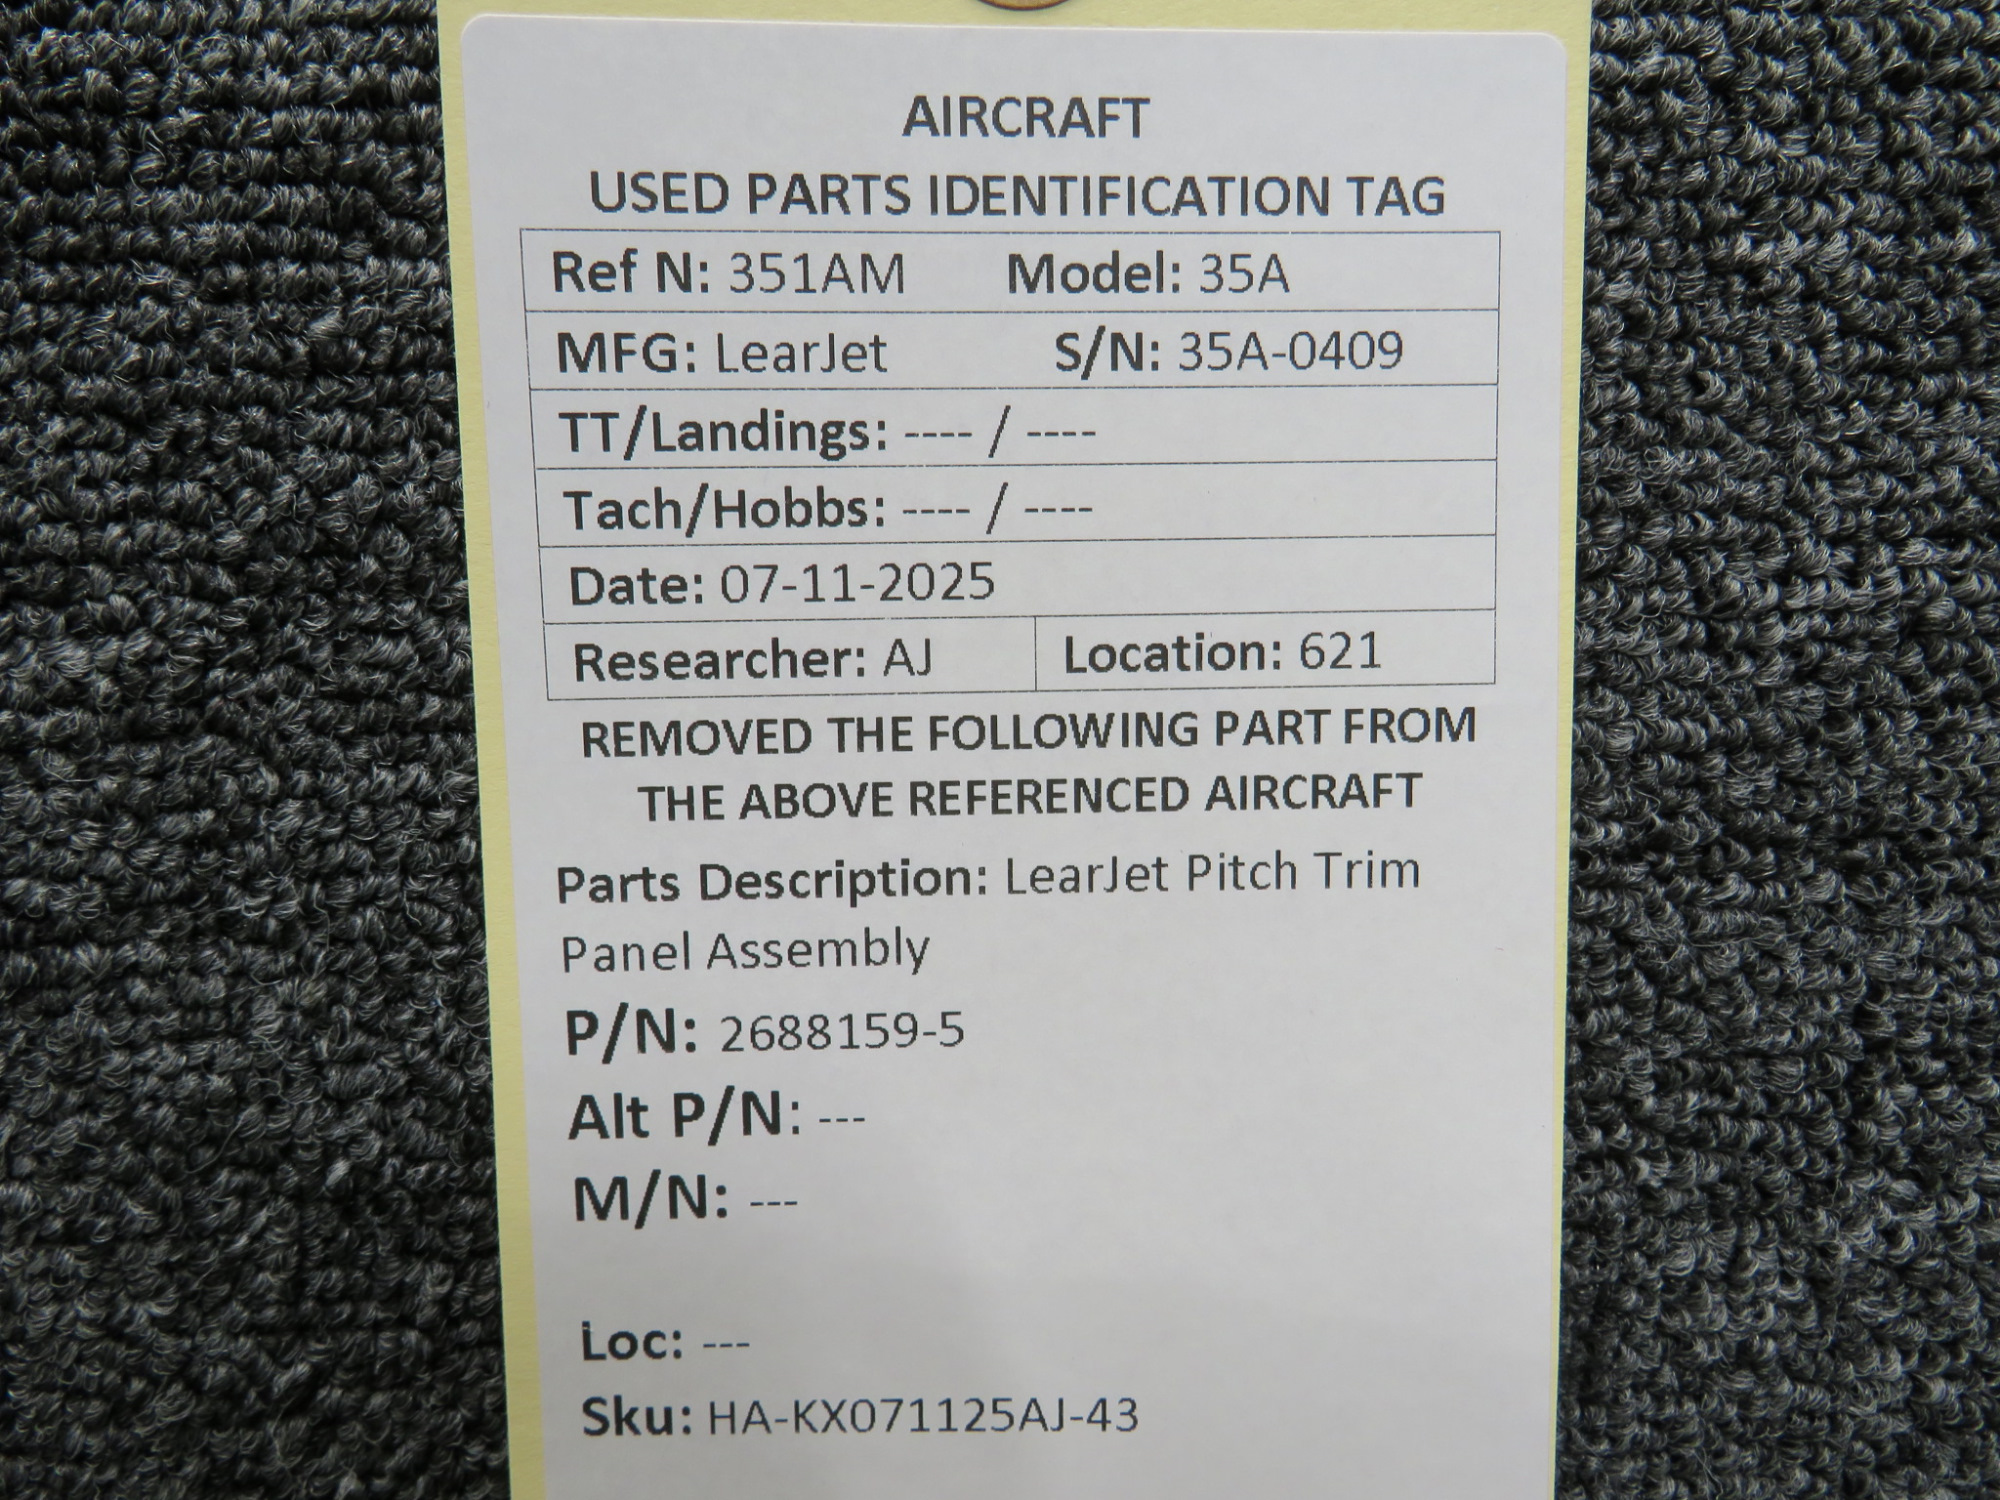 AIRCRAFT
USED PARTS IDENTIFICATION TAG
Ref N: 351AM Model: 35A
MFG: LearJet S/N: 35A-0409
TT/Landings: ---- / ----
Tach/Hobbs: ---- / ----
Date: 07-11-2025
Researcher: AJ Location: 621
REMOVED THE FOLLOWING PART FROM
THE ABOVE REFERENCED AIRCRAFT
Parts Description: LearJet Pitch Trim
Panel Assembly
P/N: 2688159-5
Alt P/N: ---
M/N: ---
Loc: ---
Sku: HA-KX071125AJ-43